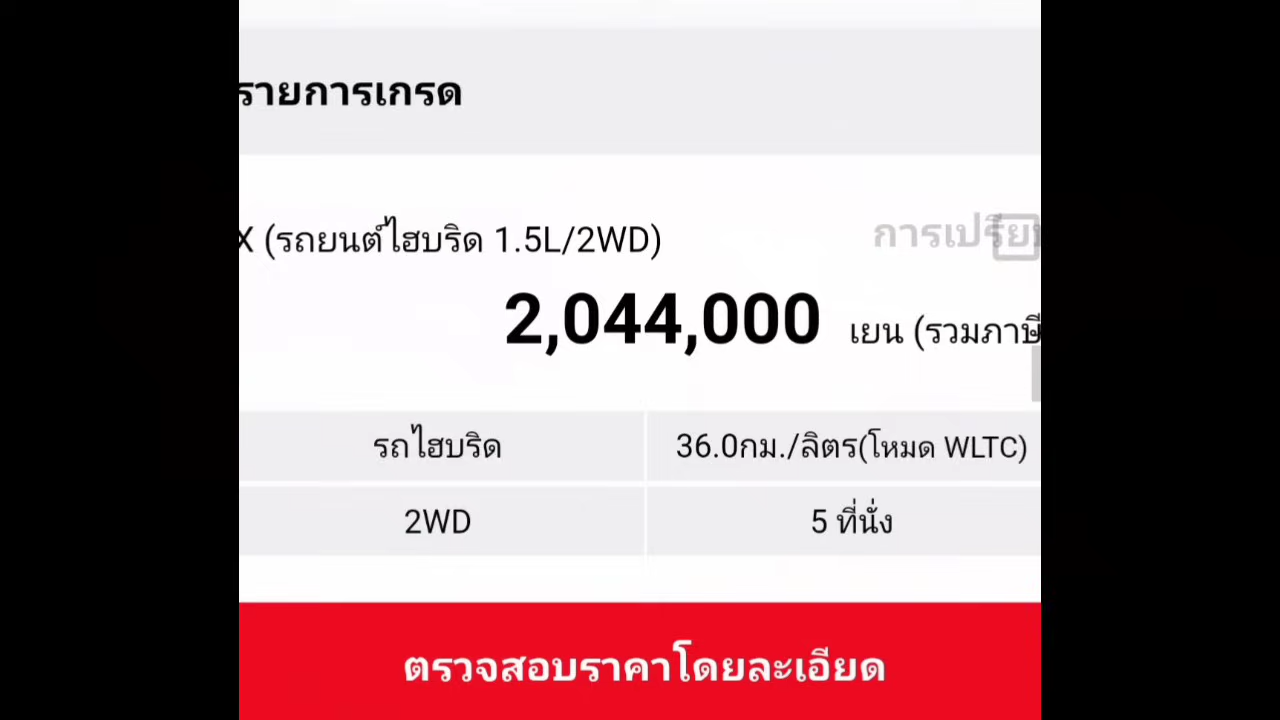 รายการเกรด
X (รถยนต์ไฮบริด 1.5L/2WD)
2,044,000 เยน (รวมภาษี
รถไฮบริด 36.0กม./ลิตร(โหมด WLTC)
2WD 5 ที่นั่ง
ตรวจสอบราคาโดยละเอียด